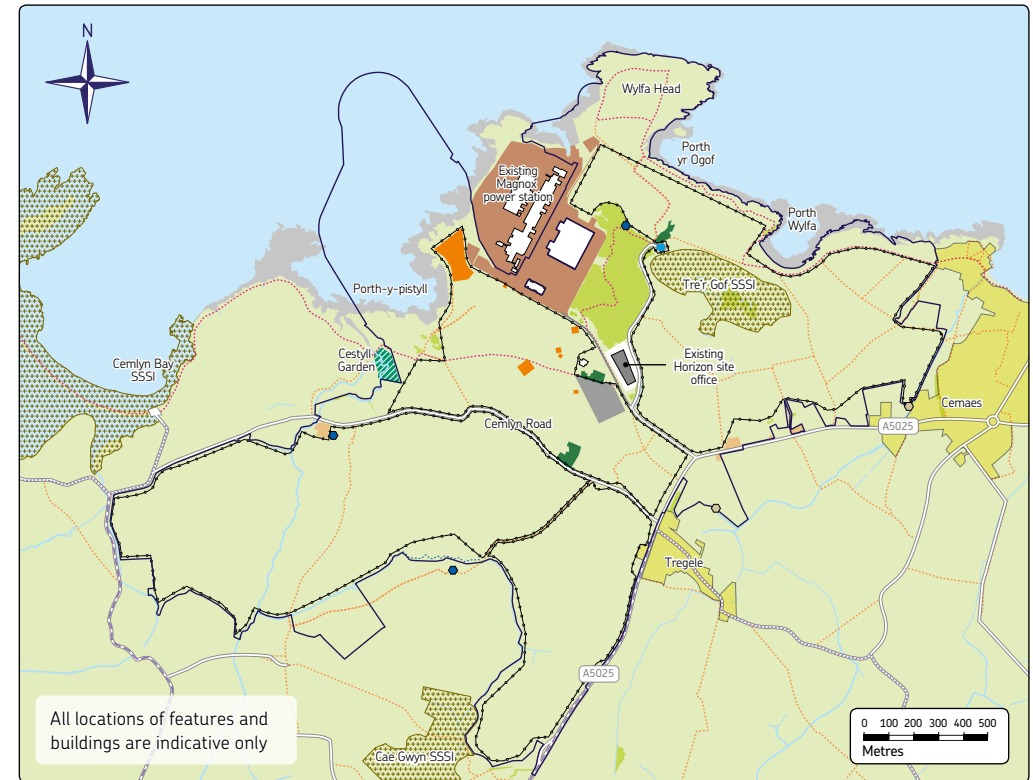 N
Wylfa Head
Porth
yr Ogof
Existing
Magnox
power station
Porth
Wylfa
Tre'r Gof SSSI
Porth-y-pistyll
Cemlyn Bay
SSSI
Cestyll
Garden
Existing
Horizon site
office
Cemaes
Cemlyn Road
A5025
Tregele
A5025
All locations of features and
buildings are indicative only
Cae Gwyn SSSI
0 100 200 300 400 500
Metres